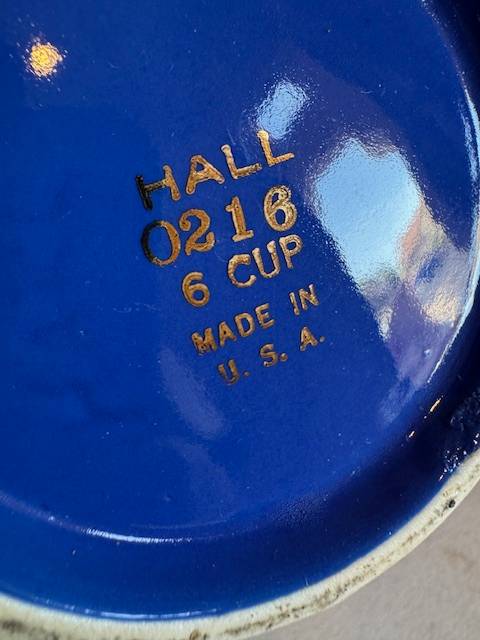 HALL
0216
6 CUP
MADE IN
U. S. A.